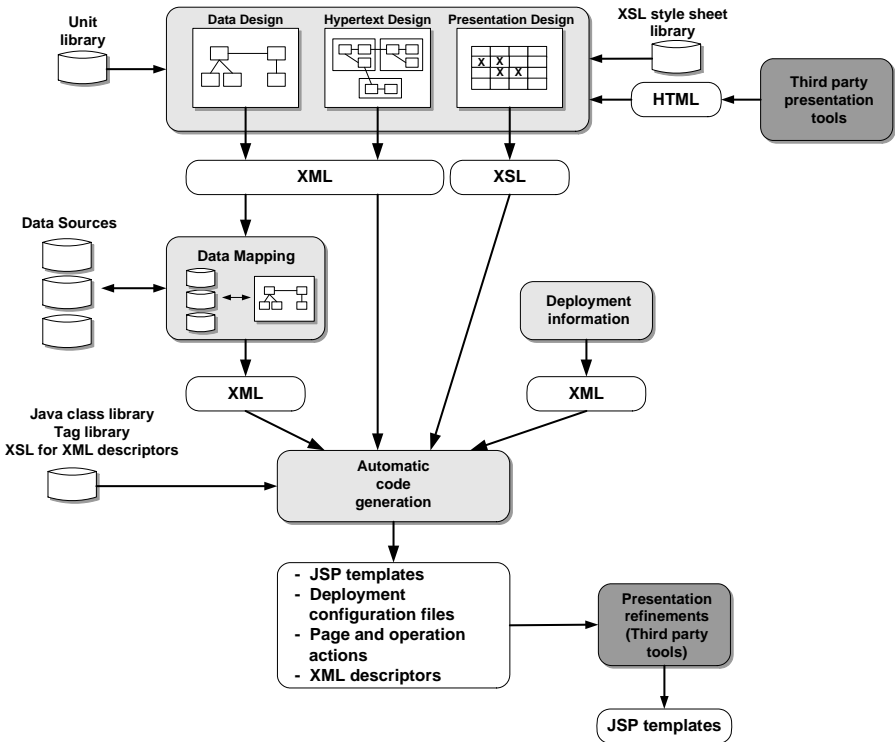 Data Design
Hypertext Design
Presentation Design
X X
X X
Unit
library
XSL style sheet
library
HTML
Third party
presentation
tools
XML
XSL
Data Sources
Data Mapping
Deployment
information
XML
XML
Java class library
Tag library
XSL for XML descriptors
Automatic
code
generation
- JSP templates
- Deployment
configuration files
- Page and operation
actions
- XML descriptors
Presentation
refinements
(Third party
tools)
JSP templates